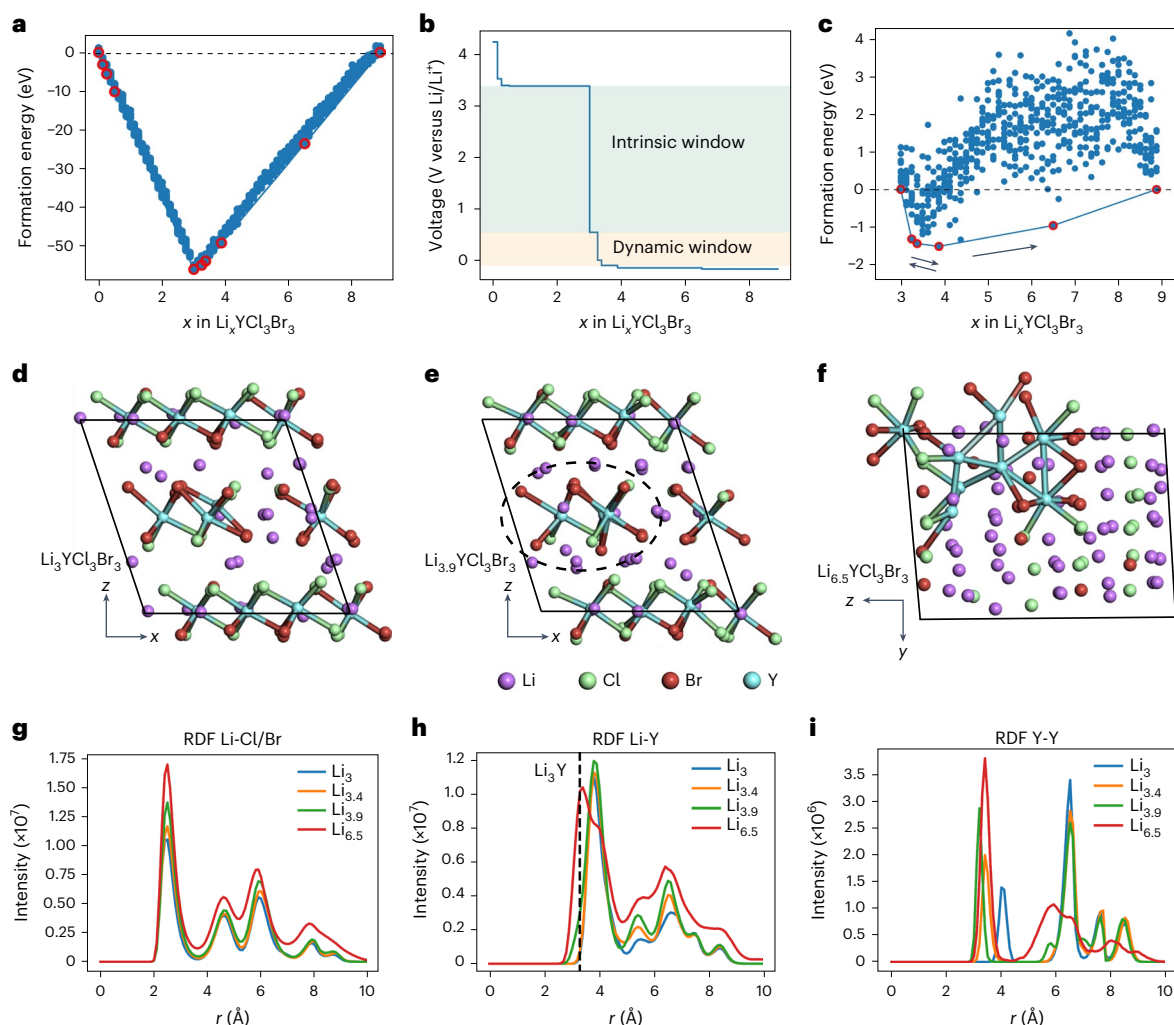 a
Formation energy (eV)
0
−10
−20
−30
−40
−50
0 2 4 6 8
x in LiₓYCl₃Br₃
b
Voltage (V versus Li/Li⁺)
4
3
2
1
0
Intrinsic window
Dynamic window
0 2 4 6 8
x in LiₓYCl₃Br₃
c
Formation energy (eV)
4
3
2
1
0
−1
−2
3 4 5 6 7 8 9
x in LiₓYCl₃Br₃
d
Li₃YCl₃Br₃
z
x
e
Li₃.₉YCl₃Br₃
z
x
f
Li₆.₅YCl₃Br₃
z
y
Li Cl Br Y
g
RDF Li-Cl/Br
Intensity (×10⁷)
1.75
1.50
1.25
1.00
0.75
0.50
0.25
0
Li₃
Li₃.₄
Li₃.₉
Li₆.₅
0 2 4 6 8 10
r (Å)
h
RDF Li-Y
Intensity (×10⁷)
1.2
1.0
0.8
0.6
0.4
0.2
0
Li₃Y
Li₃
Li₃.₄
Li₃.₉
Li₆.₅
0 2 4 6 8 10
r (Å)
i
RDF Y-Y
Intensity (×10⁶)
3.5
3.0
2.5
2.0
1.5
1.0
0.5
0
Li₃
Li₃.₄
Li₃.₉
Li₆.₅
0 2 4 6 8 10
r (Å)